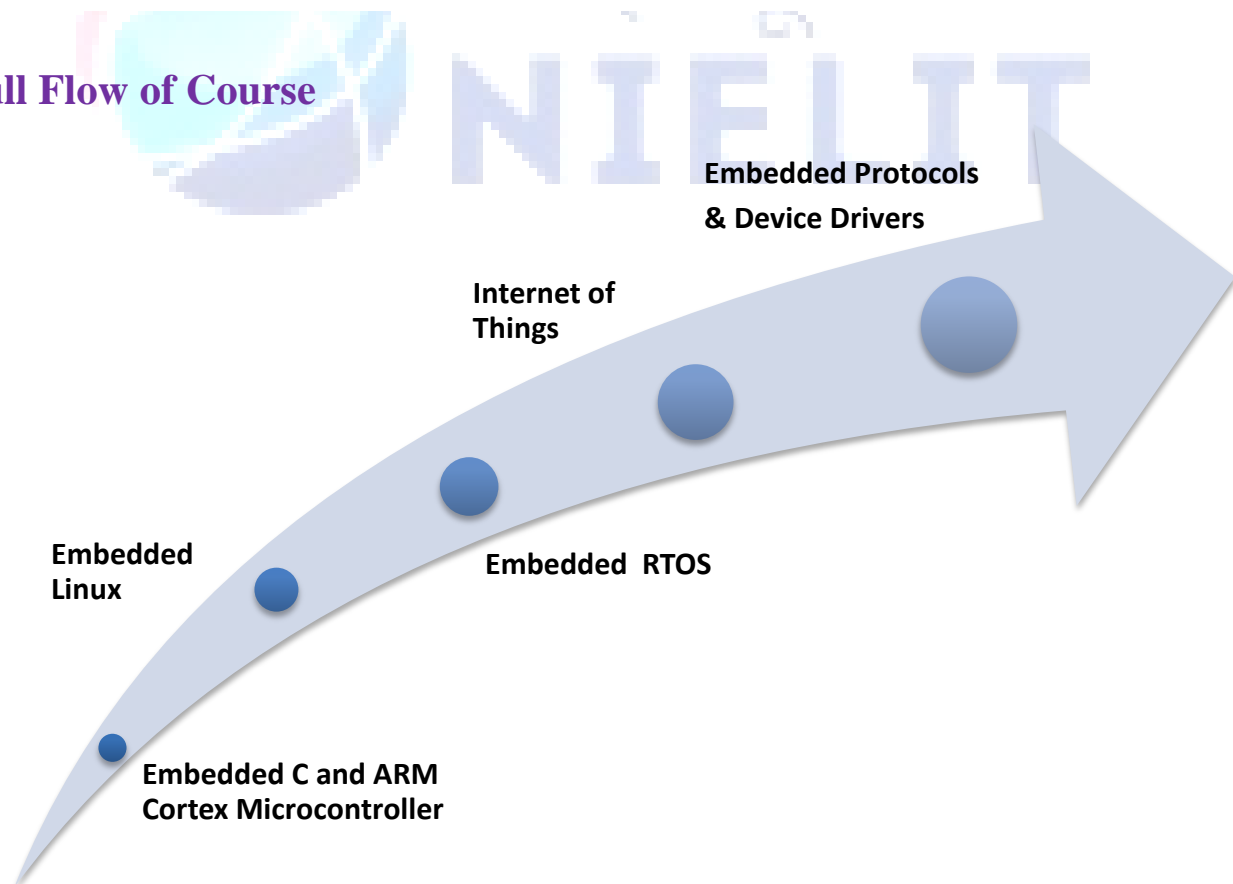 ull Flow of Course
NIELIT
Embedded Protocols
& Device Drivers
Internet of
Things
Embedded
Linux
Embedded RTOS
Embedded C and ARM
Cortex Microcontroller